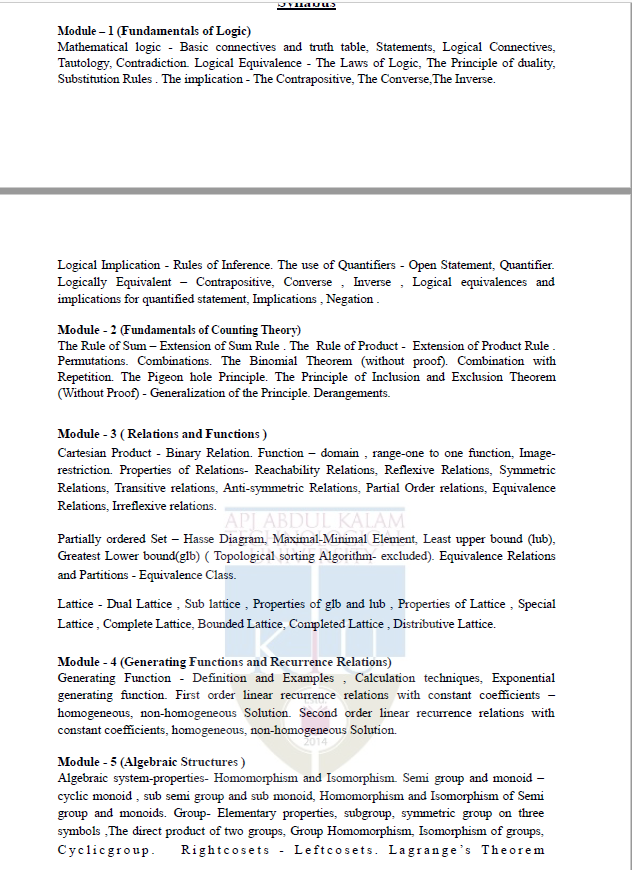 Syllabus
Module – 1 (Fundamentals of Logic)
Mathematical logic - Basic connectives and truth table, Statements, Logical Connectives,
Tautology, Contradiction. Logical Equivalence - The Laws of Logic, The Principle of duality,
Substitution Rules . The implication - The Contrapositive, The Converse,The Inverse.
Logical Implication - Rules of Inference. The use of Quantifiers - Open Statement, Quantifier.
Logically Equivalent – Contrapositive, Converse , Inverse , Logical equivalences and
implications for quantified statement, Implications , Negation .
Module - 2 (Fundamentals of Counting Theory)
The Rule of Sum – Extension of Sum Rule . The Rule of Product - Extension of Product Rule .
Permutations. Combinations. The Binomial Theorem (without proof). Combination with
Repetition. The Pigeon hole Principle. The Principle of Inclusion and Exclusion Theorem
(Without Proof) - Generalization of the Principle. Derangements.
Module - 3 ( Relations and Functions )
Cartesian Product - Binary Relation. Function – domain , range-one to one function, Image-
restriction. Properties of Relations- Reachability Relations, Reflexive Relations, Symmetric
Relations, Transitive relations, Anti-symmetric Relations, Partial Order relations, Equivalence
Relations, Irreflexive relations.
API ABDUL KALAM
TECHNOLOGICAL
UNIVERSITY
Partially ordered Set – Hasse Diagram, Maximal-Minimal Element, Least upper bound (lub),
Greatest Lower bound(glb) ( Topological sorting Algorithm- excluded). Equivalence Relations
and Partitions - Equivalence Class.
Lattice - Dual Lattice , Sub lattice , Properties of glb and lub , Properties of Lattice , Special
Lattice , Complete Lattice, Bounded Lattice, Completed Lattice , Distributive Lattice.
Module - 4 (Generating Functions and Recurrence Relations)
Generating Function - Definition and Examples , Calculation techniques, Exponential
generating function. First order linear recurrence relations with constant coefficients –
homogeneous, non-homogeneous Solution. Second order linear recurrence relations with
constant coefficients, homogeneous, non-homogeneous Solution.
2014
Module - 5 (Algebraic Structures )
Algebraic system-properties- Homomorphism and Isomorphism. Semi group and monoid –
cyclic monoid , sub semi group and sub monoid, Homomorphism and Isomorphism of Semi
group and monoids. Group- Elementary properties, subgroup, symmetric group on three
symbols ,The direct product of two groups, Group Homomorphism, Isomorphism of groups,
Cyclicgroup. Rightcosets - Leftcosets. Lagrange's Theorem